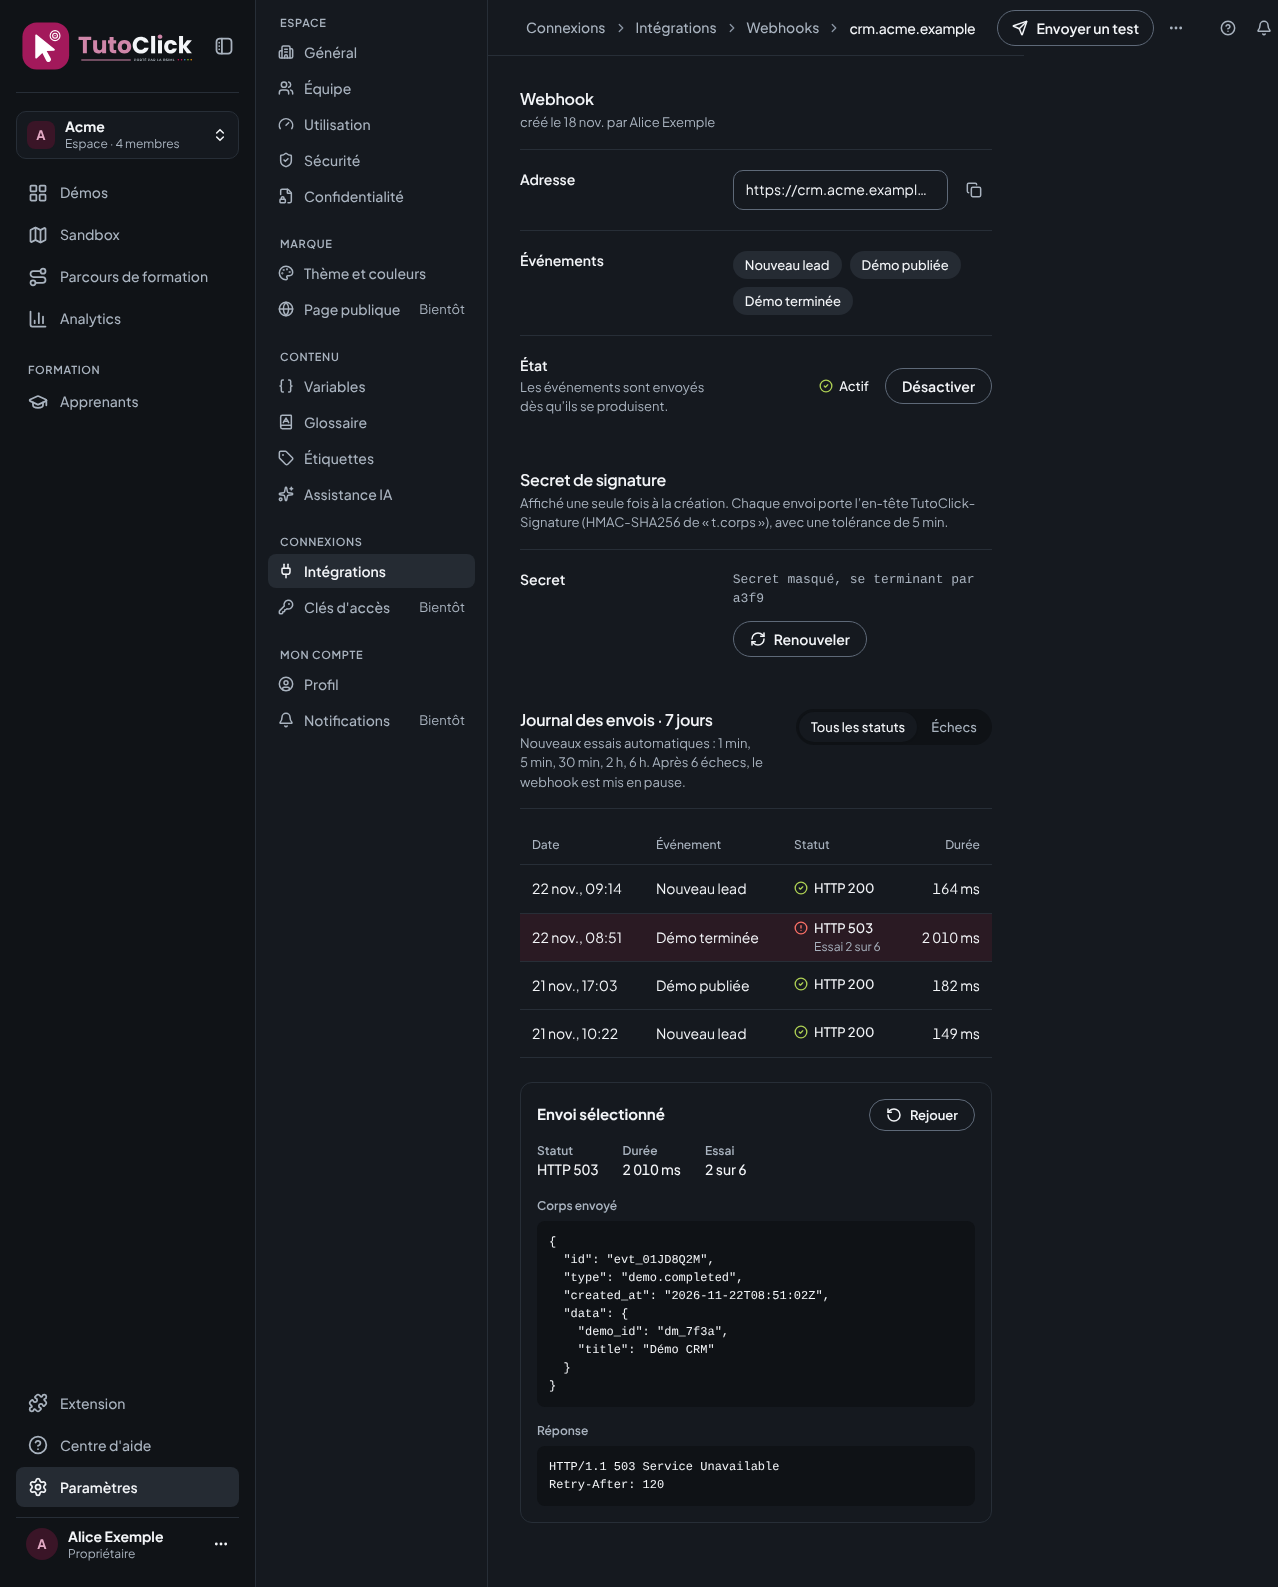 TutoClick
A
Acme
Espace · 4 membres
Démos
Sandbox
Parcours de formation
Analytics
FORMATION
Apprenants
Extension
Centre d'aide
Paramètres
A
Alice Exemple
Propriétaire
ESPACE
Général
Équipe
Utilisation
Sécurité
Confidentialité
MARQUE
Thème et couleurs
Page publique Bientôt
CONTENU
Variables
Glossaire
Étiquettes
Assistance IA
CONNEXIONS
Intégrations
Clés d'accès Bientôt
MON COMPTE
Profil
Notifications Bientôt
Connexions > Intégrations > Webhooks > crm.acme.example Envoyer un test
Webhook
créé le 18 nov. par Alice Exemple
Adresse
https://crm.acme.exampl…
Événements
Nouveau lead Démo publiée
Démo terminée
État
Les événements sont envoyés
dès qu'ils se produisent.
Actif Désactiver
Secret de signature
Affiché une seule fois à la création. Chaque envoi porte l'en-tête TutoClick-
Signature (HMAC-SHA256 de « t.corps »), avec une tolérance de 5 min.
Secret
Secret masqué, se terminant par
a3f9
Renouveler
Journal des envois · 7 jours
Nouveaux essais automatiques : 1 min,
5 min, 30 min, 2 h, 6 h. Après 6 échecs, le
webhook est mis en pause.
Tous les statuts Échecs
Date Événement Statut Durée
22 nov., 09:14 Nouveau lead HTTP 200 164 ms
22 nov., 08:51 Démo terminée HTTP 503 2 010 ms
Essai 2 sur 6
21 nov., 17:03 Démo publiée HTTP 200 182 ms
21 nov., 10:22 Nouveau lead HTTP 200 149 ms
Envoi sélectionné Rejouer
Statut Durée Essai
HTTP 503 2 010 ms 2 sur 6
Corps envoyé
{
"id": "evt_01JD8Q2M",
"type": "demo.completed",
"created_at": "2026-11-22T08:51:02Z",
"data": {
"demo_id": "dm_7f3a",
"title": "Démo CRM"
}
}
Réponse
HTTP/1.1 503 Service Unavailable
Retry-After: 120